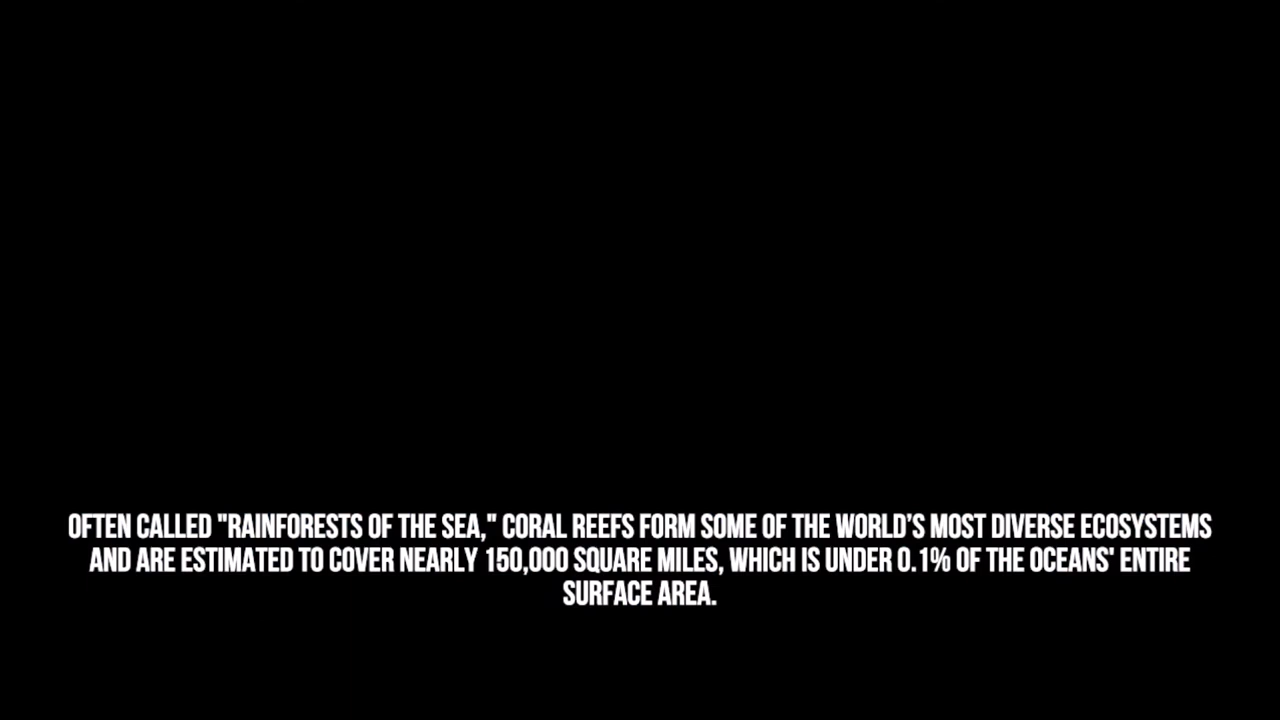 OFTEN CALLED "RAINFORESTS OF THE SEA," CORAL REEFS FORM SOME OF THE WORLD’S MOST DIVERSE ECOSYSTEMS
AND ARE ESTIMATED TO COVER NEARLY 150,000 SQUARE MILES, WHICH IS UNDER 0.1% OF THE OCEANS' ENTIRE
SURFACE AREA.